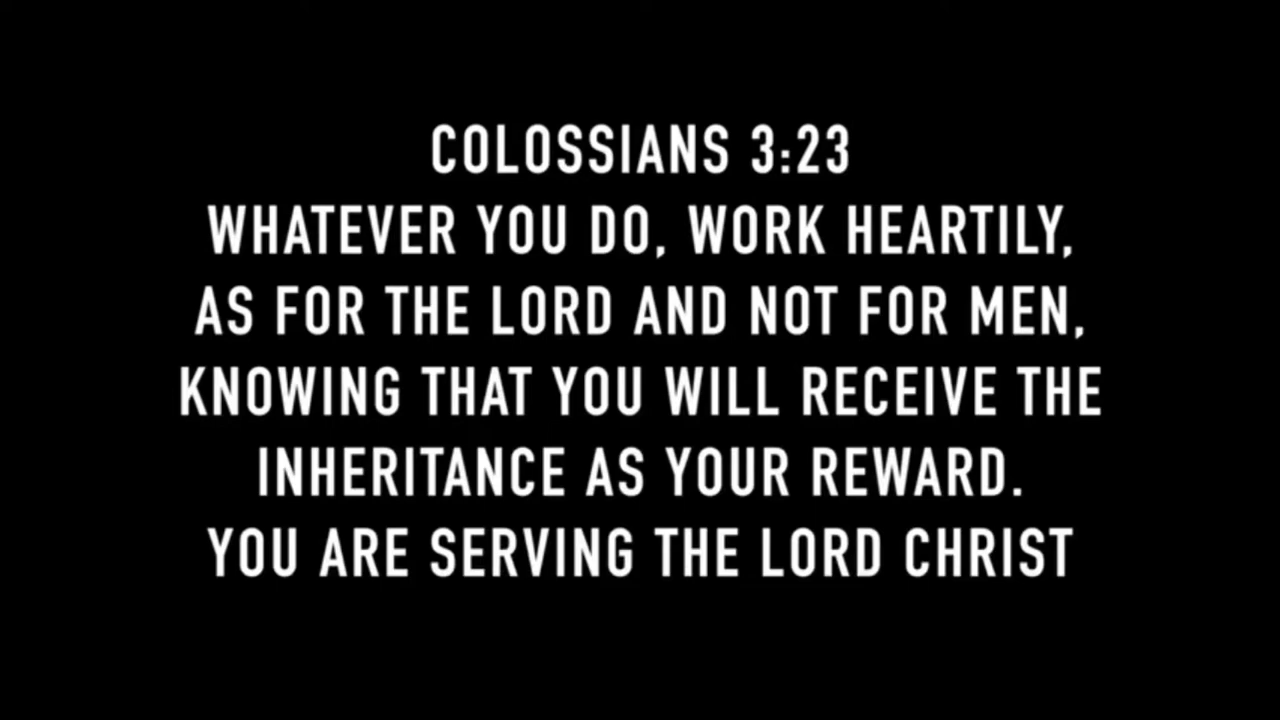 COLOSSIANS 3:23
WHATEVER YOU DO, WORK HEARTILY,
AS FOR THE LORD AND NOT FOR MEN,
KNOWING THAT YOU WILL RECEIVE THE
INHERITANCE AS YOUR REWARD.
YOU ARE SERVING THE LORD CHRIST